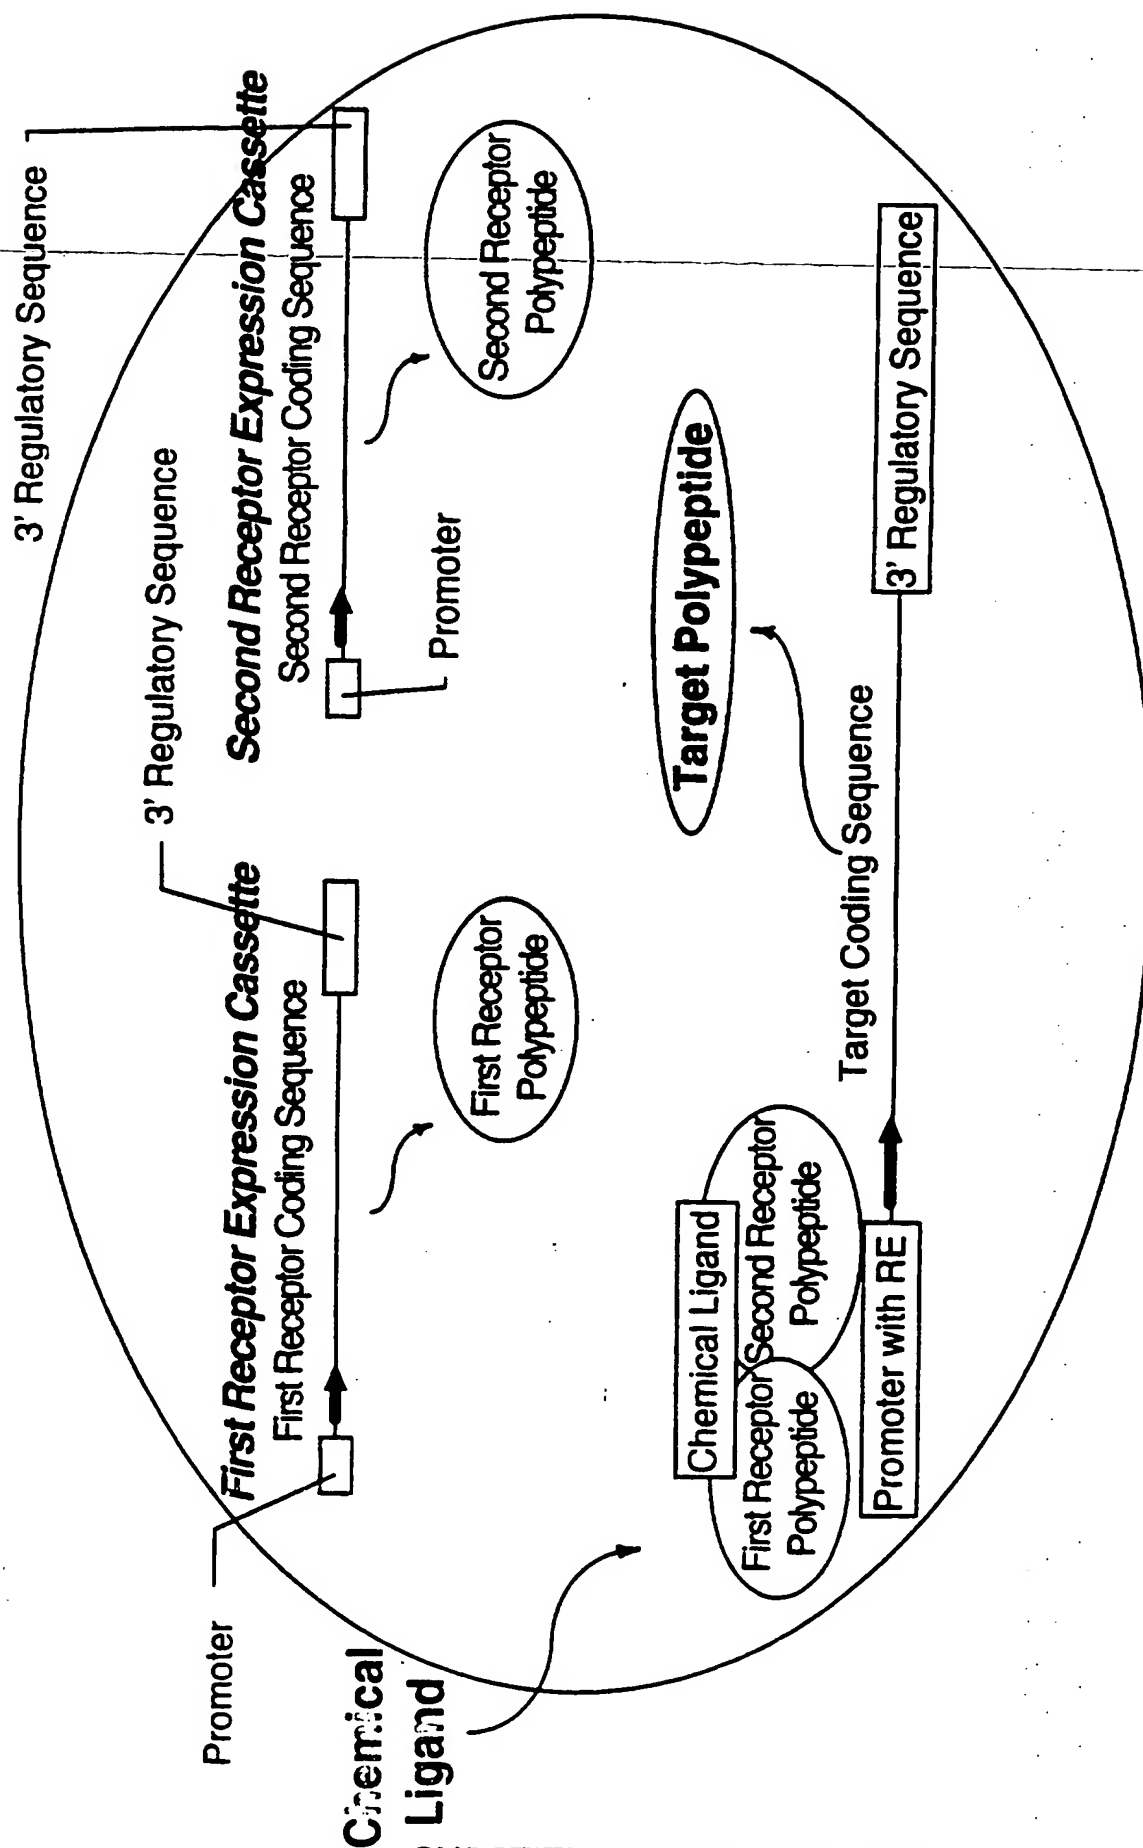 3' Regulatory Sequence
3' Regulatory Sequence
Promoter
First Receptor Expression Cassette
Second Receptor Expression Cassette
First Receptor Coding Sequence
Second Receptor Coding Sequence
Chemical
Ligand
Promoter
First Receptor
Polypeptide
Second Receptor
Polypeptide
Chemical Ligand
Target Polypeptide
First Receptor
Polypeptide
Second Receptor
Polypeptide
Target Coding Sequence
Promoter with RE
3' Regulatory Sequence